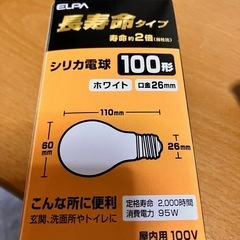 ELPA
長寿命タイプ
寿命約2倍(当社比)
シリカ電球 100形
ホワイト 口金26mm
110mm
60mm
26mm
こんな所に便利
玄関、洗面所やトイレに
定格寿命 2,000時間
消費電力 95W
屋内用 100V